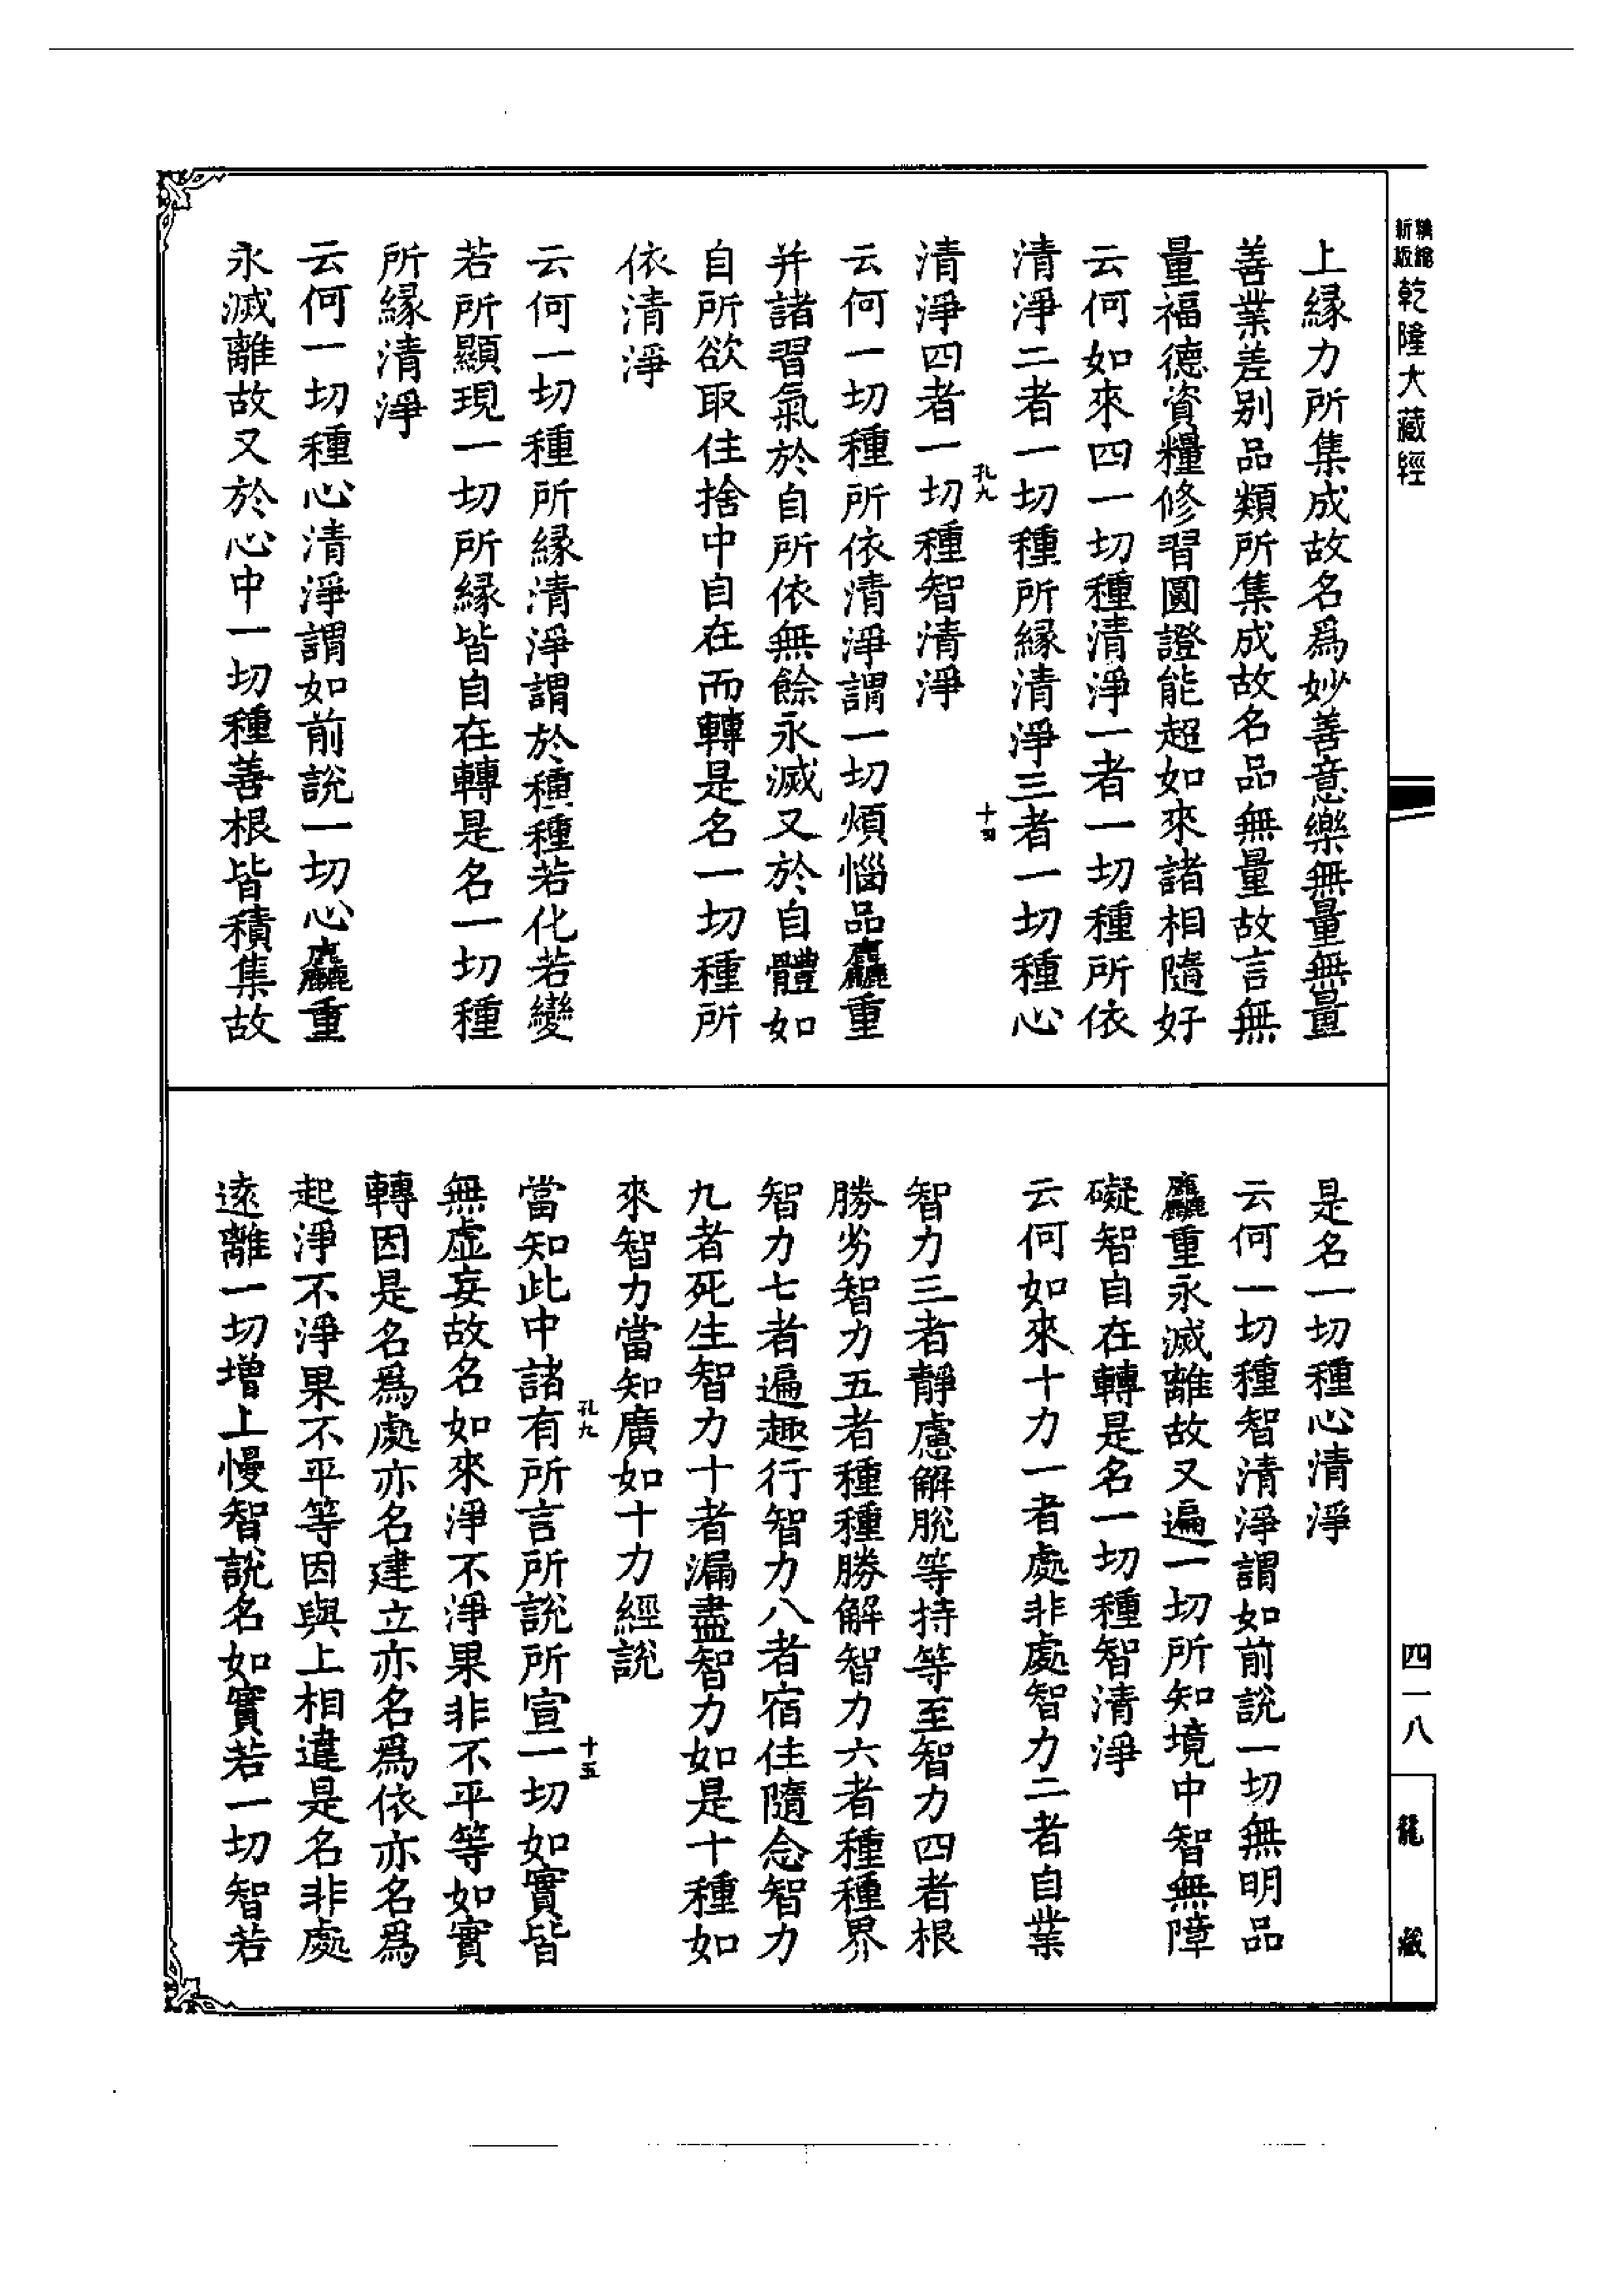 新編縮版
乾隆大藏經
上緣力所集成故名爲妙善意樂無量無量
善業差别品類所集成故名品無量故言無
量福德資糧修習圓證能超如來諸相隨好
云何如來四一切種清淨一者一切種所依
清淨二者一切種所緣清淨三者一切種心
清淨四者一切種智清淨
孔九
十四
云何一切種所依清淨謂一切煩惱品麤重
并諸習氣於自所依無餘永滅又於自體如
自所欲取住捨中自在而轉是名一切種所
依清淨
云何一切種所緣清淨謂於種種若化若變
若所顯現一切所緣皆自在轉是名一切種
所緣清淨
云何一切種心清淨謂如前說一切心麤重
永滅離故又於心中一切種善根皆積集故
是名一切種心清淨
云何一切種智清淨謂如前說一切無明品
麤重永滅離故又遍一切所知境中智無障
礙智自在轉是名一切種智清淨
云何如來十力一者處非處智力二者自業
智力三者靜慮解脫等持等至智力四者根
勝劣智力五者種種勝解智力六者種種界
智力七者遍趣行智力八者宿住隨念智力
九者死生智力十者漏盡智力如是十種如
來智力當知廣如十力經說
孔九
十五
當知此中諸有所言所說所宣一切如實皆
無虛妄故名如來淨不淨果非不平等如實
轉因是名爲處亦名建立亦名爲依亦名爲
起淨不淨果不平等因與上相違是名非處
遠離一切增上慢智說名如實若一切智若
四一八
龍藏